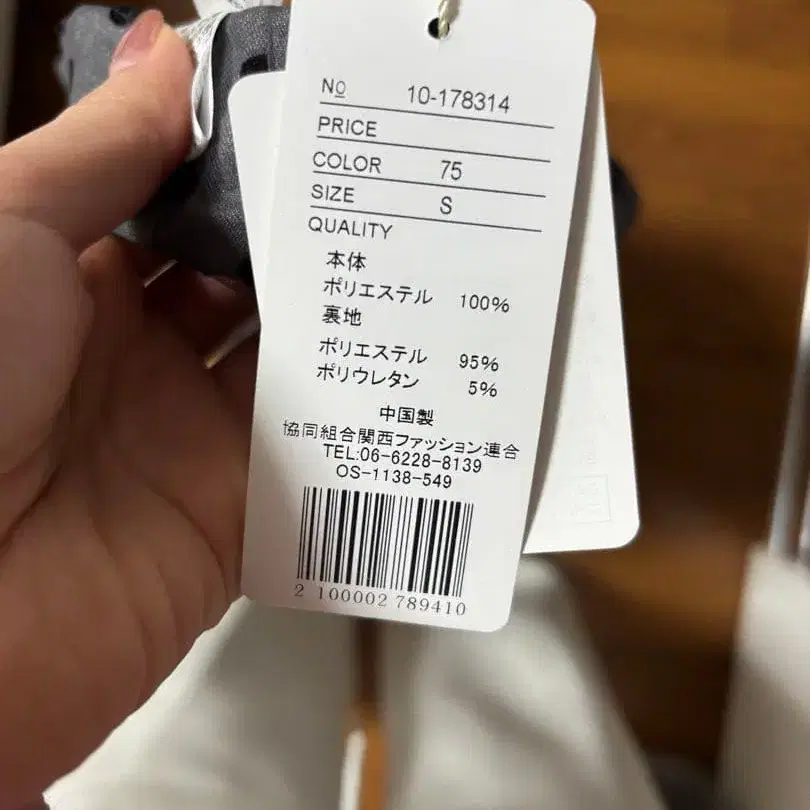 No 10-178314
PRICE
COLOR 75
SIZE S
QUALITY
本体
ポリエステル 100%
裏地
ポリエステル 95%
ポリウレタン 5%
中国製
協同組合関西ファッション連合
TEL:06-6228-8139
OS-1138-549
2 100002 789410